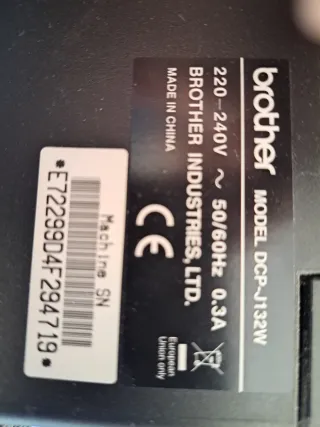 brother MODEL DCP-J132W
220-240V ~ 50/60Hz 0.3A
BROTHER INDUSTRIES, LTD.
MADE IN CHINA
CE
European
Union only
Machine SN
*E72299D4F294719*